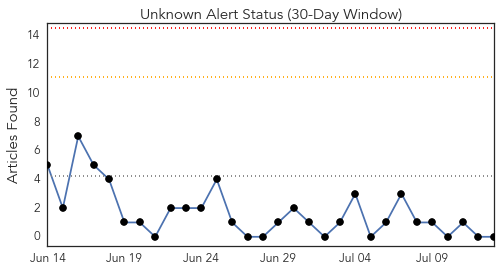 Unknown Alert Status (30-Day Window)
Articles Found
14
12
10
8
6
4
2
0
Jun 14 Jun 19 Jun 24 Jun 29 Jul 04 Jul 09